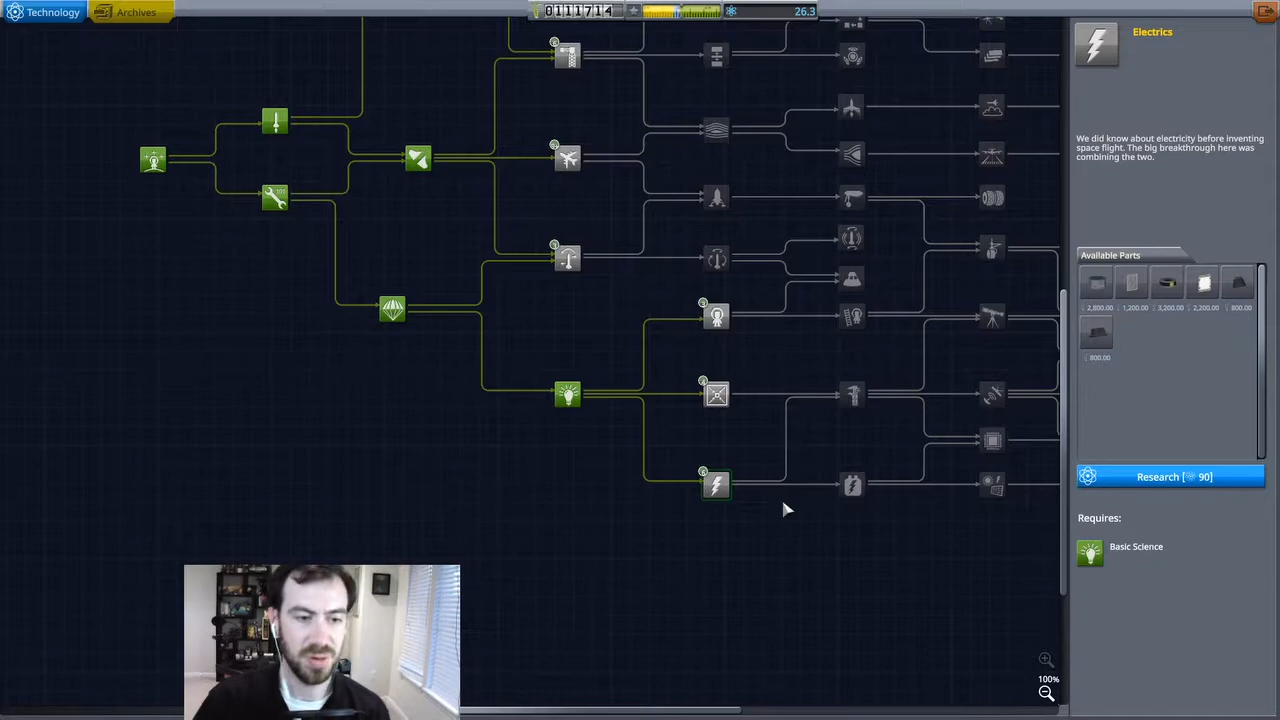 Technology
Archives
0111714
26.3
Electrics
We did know about electricity before inventing
space flight. The big breakthrough here was
combining the two.
Available Parts
2,800.00 1,200.00 3,200.00 2,200.00 800.00
800.00
Research [ 90]
Requires:
Basic Science
101
100%